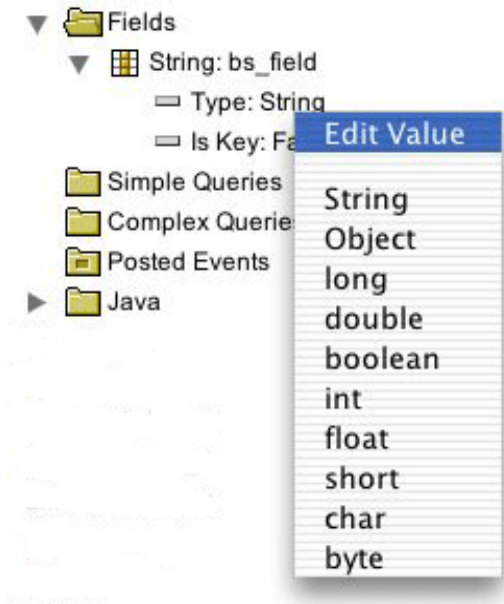 Fields
String: bs_field
Type: String
Is Key: Fa
Simple Queries
Complex Querie
Posted Events
Java
Edit Value
String
Object
long
double
boolean
int
float
short
char
byte